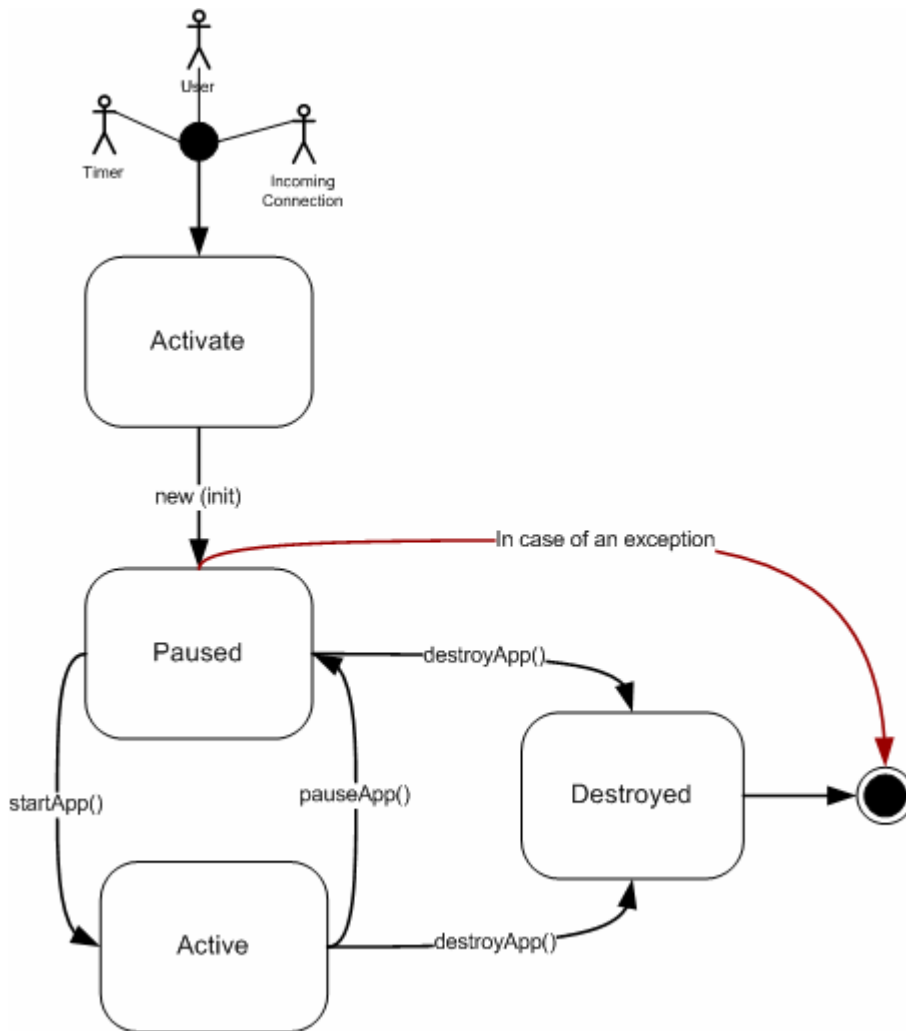 User
Timer
Incoming
Connection
Activate
new (init)
In case of an exception
Paused
destroyApp()
startApp()
pauseApp()
Destroyed
Active
destroyApp()